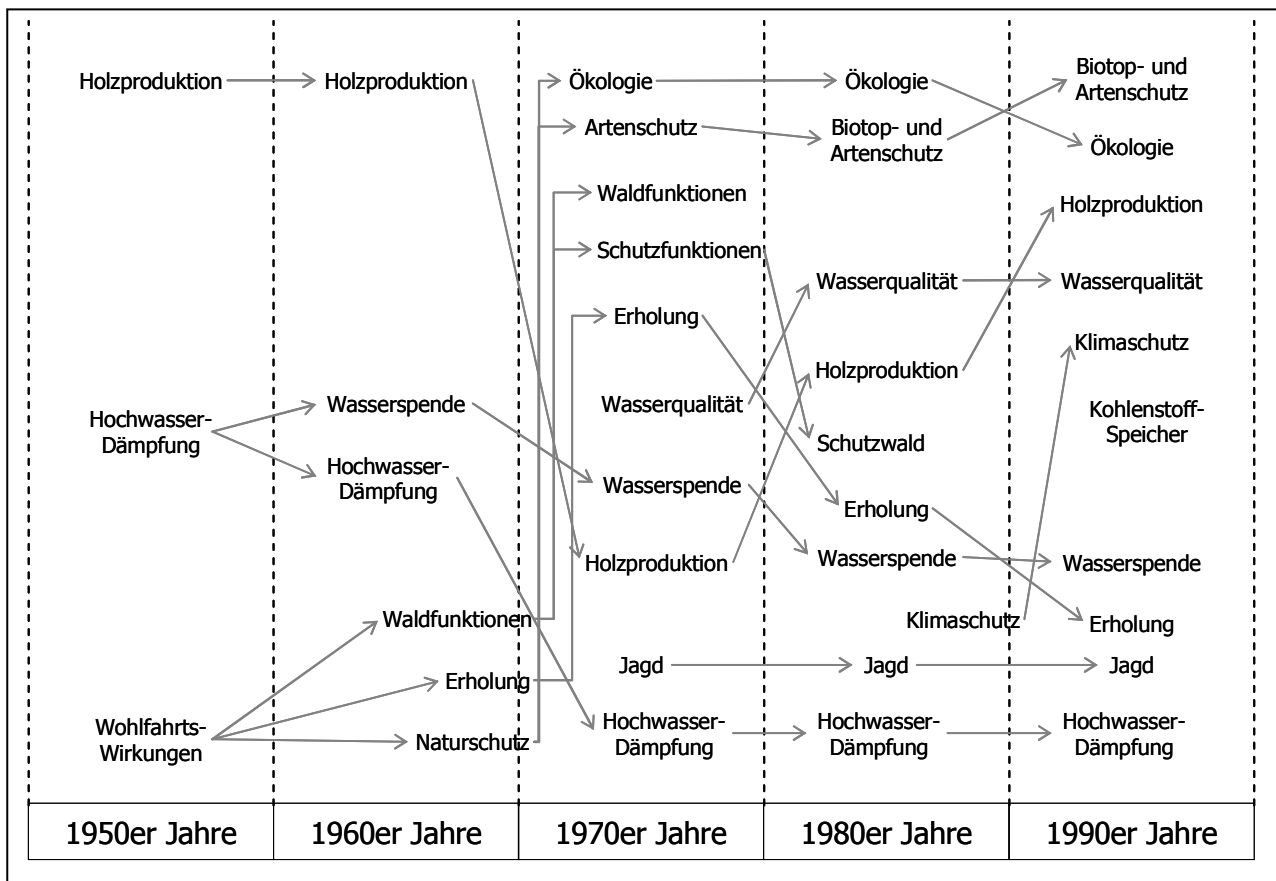 Holzproduktion
Hochwasser-
Dämpfung
Wohlfahrts-
Wirkungen
Holzproduktion
Wasserspende
Hochwasser-
Dämpfung
Waldfunktionen
Erholung
Naturschutz
Ökologie
Artenschutz
Waldfunktionen
Schutzfunktionen
Erholung
Wasserqualität
Wasserspende
Holzproduktion
Jagd
Hochwasser-
Dämpfung
Ökologie
Biotop- und
Artenschutz
Wasserqualität
Holzproduktion
Schutzwald
Erholung
Wasserspende
Klimaschutz
Jagd
Hochwasser-
Dämpfung
Biotop- und
Artenschutz
Ökologie
Holzproduktion
Wasserqualität
Klimaschutz
Kohlenstoff-
Speicher
Wasserspende
Erholung
Jagd
Hochwasser-
Dämpfung
1950er Jahre
1960er Jahre
1970er Jahre
1980er Jahre
1990er Jahre